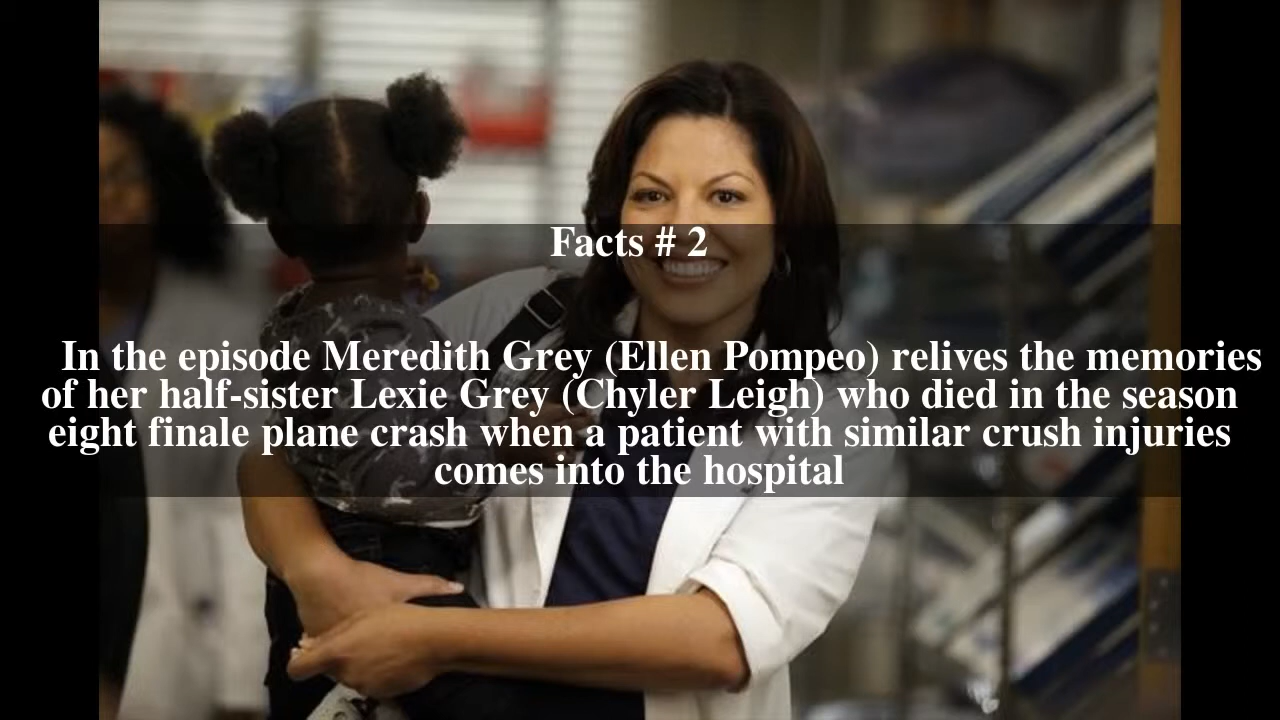 Facts # 2
In the episode Meredith Grey (Ellen Pompeo) relives the memories
of her half-sister Lexie Grey (Chyler Leigh) who died in the season
eight finale plane crash when a patient with similar crush injuries
comes into the hospital